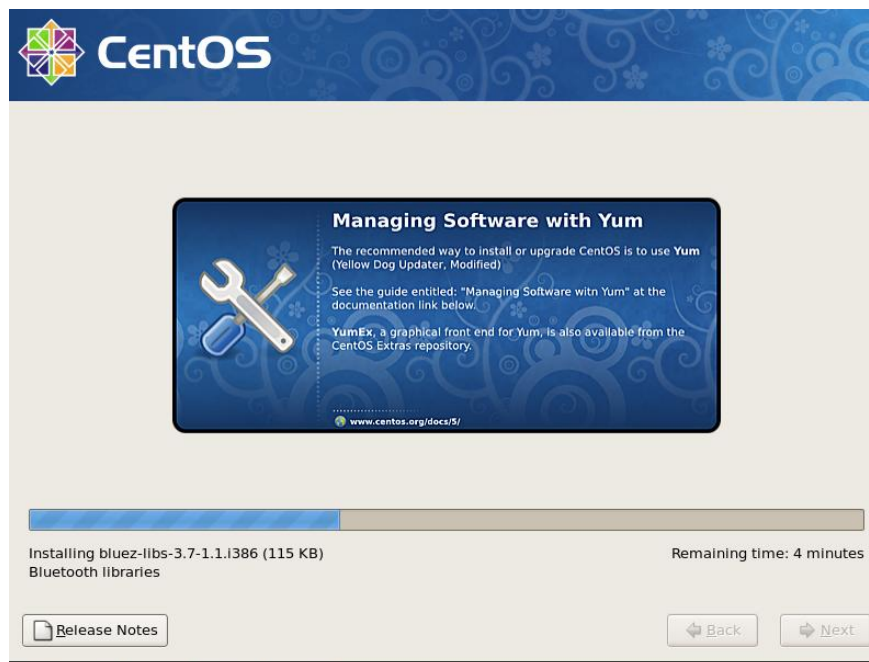 CentOS
Managing Software with Yum
The recommended way to install or upgrade CentOS is to use Yum
(Yellow Dog Updater, Modified)
See the guide entitled: "Managing Software witn Yum" at the
documentation link below.
YumEx, a graphical front end for Yum, is also available from the
CentOS Extras repository.
www.centos.org/docs/5/
Installing bluez-libs-3.7-1.1.i386 (115 KB)
Remaining time: 4 minutes
Bluetooth libraries
Release Notes
Back
Next